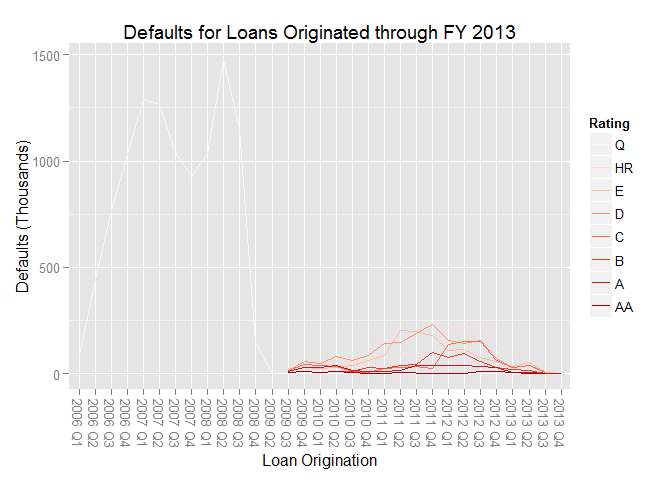 Defaults for Loans Originated through FY 2013
Defaults (Thousands)
1500
1000
500
0
2006 Q1
2006 Q2
2006 Q3
2006 Q4
2007 Q1
2007 Q2
2007 Q3
2007 Q4
2008 Q1
2008 Q2
2008 Q3
2008 Q4
2009 Q2
2009 Q3
2009 Q4
2010 Q1
2010 Q2
2010 Q3
2010 Q4
2011 Q1
2011 Q2
2011 Q3
2011 Q4
2012 Q1
2012 Q2
2012 Q3
2012 Q4
2013 Q1
2013 Q2
2013 Q3
2013 Q4
Loan Origination
Rating
Q
HR
E
D
C
B
A
AA